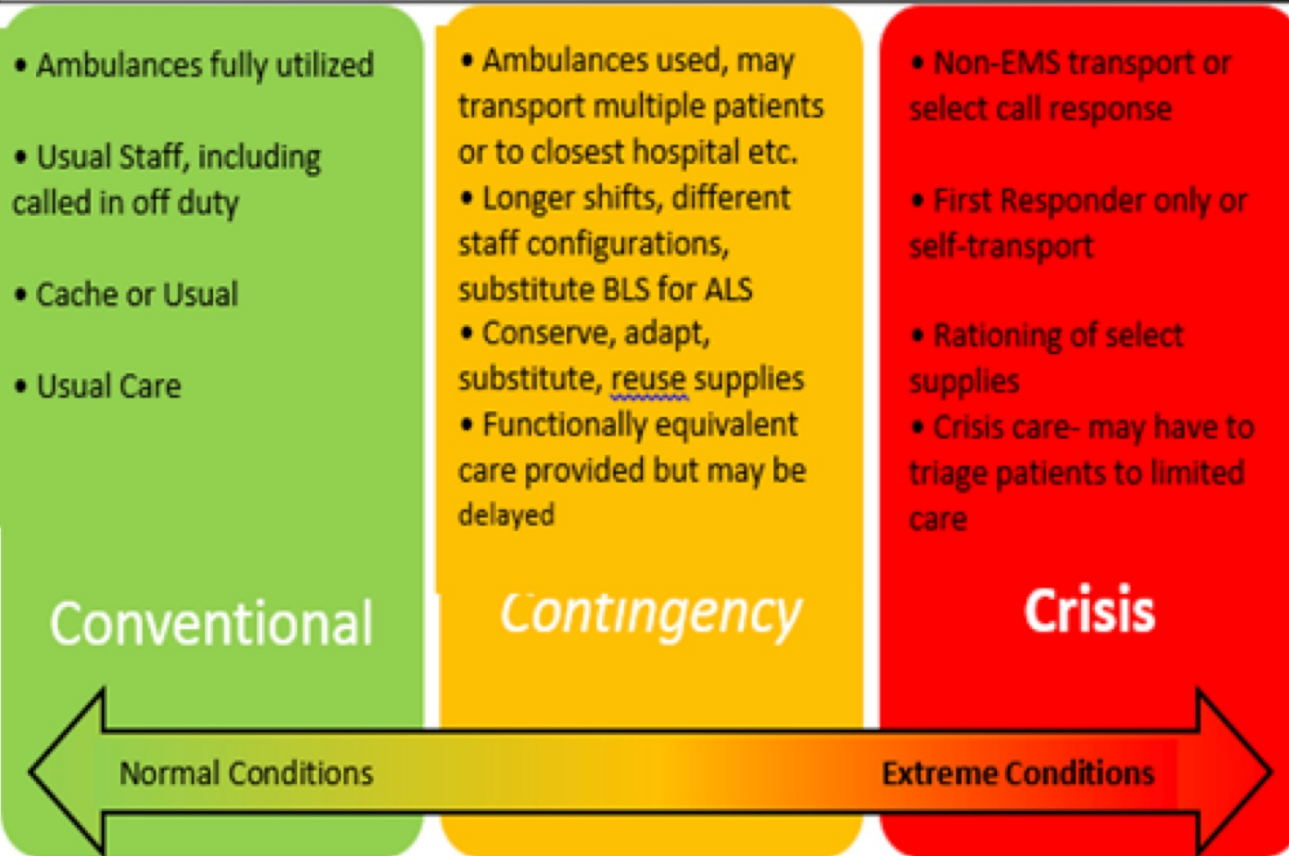 • Ambulances fully utilized
• Usual Staff, including
called in off duty
• Cache or Usual
• Usual Care
Conventional
• Ambulances used, may
transport multiple patients
or to closest hospital etc.
• Longer shifts, different
staff configurations,
substitute BLS for ALS
• Conserve, adapt,
substitute, reuse supplies
• Functionally equivalent
care provided but may be
delayed
Contingency
• Non-EMS transport or
select call response
• First Responder only or
self-transport
• Rationing of select
supplies
• Crisis care- may have to
triage patients to limited
care
Crisis
Normal Conditions
Extreme Conditions